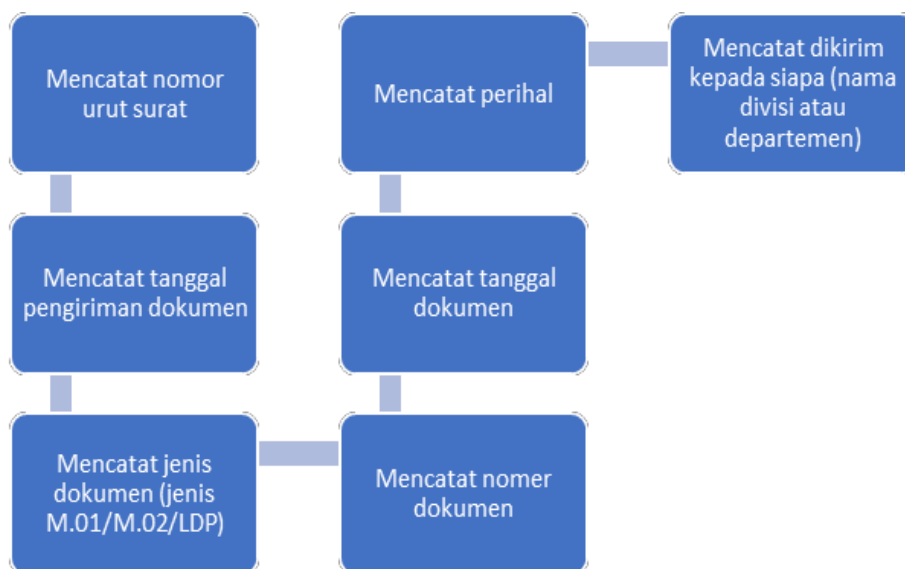 Mencatat nomor
urut surat
Mencatat tanggal
pengiriman dokumen
Mencatat jenis
dokumen (jenis
M.01/M.02/LDP)
Mencatat nomer
dokumen
Mencatat tanggal
dokumen
Mencatat perihal
Mencatat dikirim
kepada siapa (nama
divisi atau
departemen)